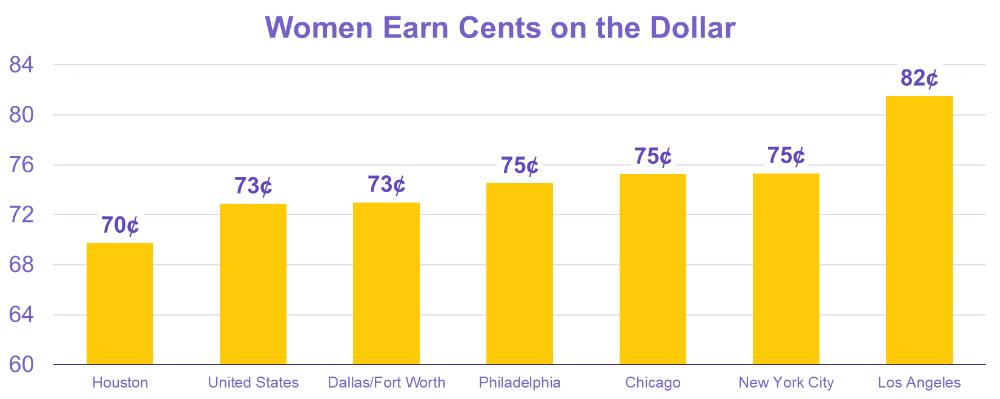 Women Earn Cents on the Dollar
84
80
76
72
68
64
60
70¢
73¢
73¢
75¢
75¢
75¢
82¢
Houston
United States
Dallas/Fort Worth
Philadelphia
Chicago
New York City
Los Angeles